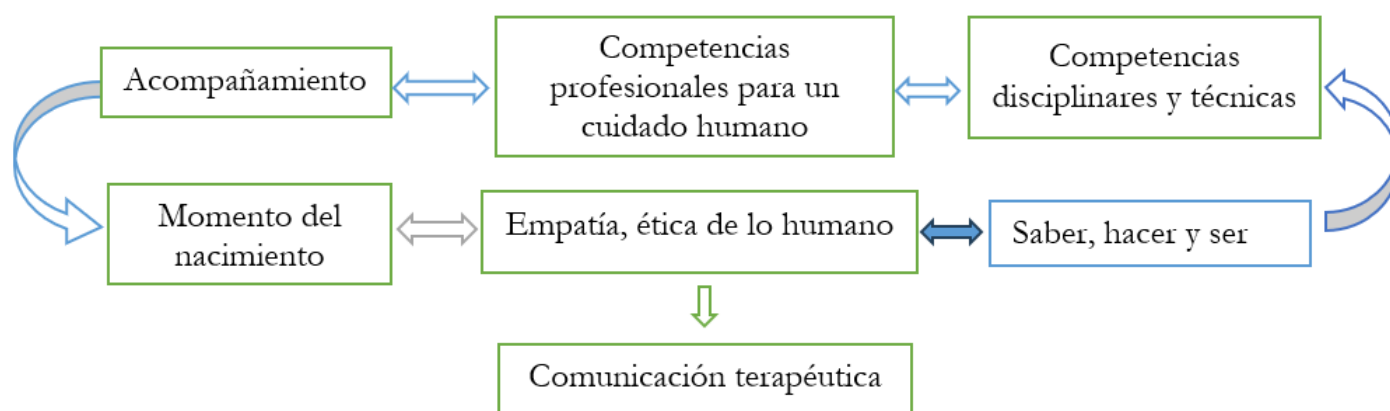 Acompañamiento
Competencias
profesionales para un
cuidado humano
Competencias
disciplinares y técnicas
Momento del
nacimiento
Empatía, ética de lo humano
Saber, hacer y ser
Comunicación terapéutica